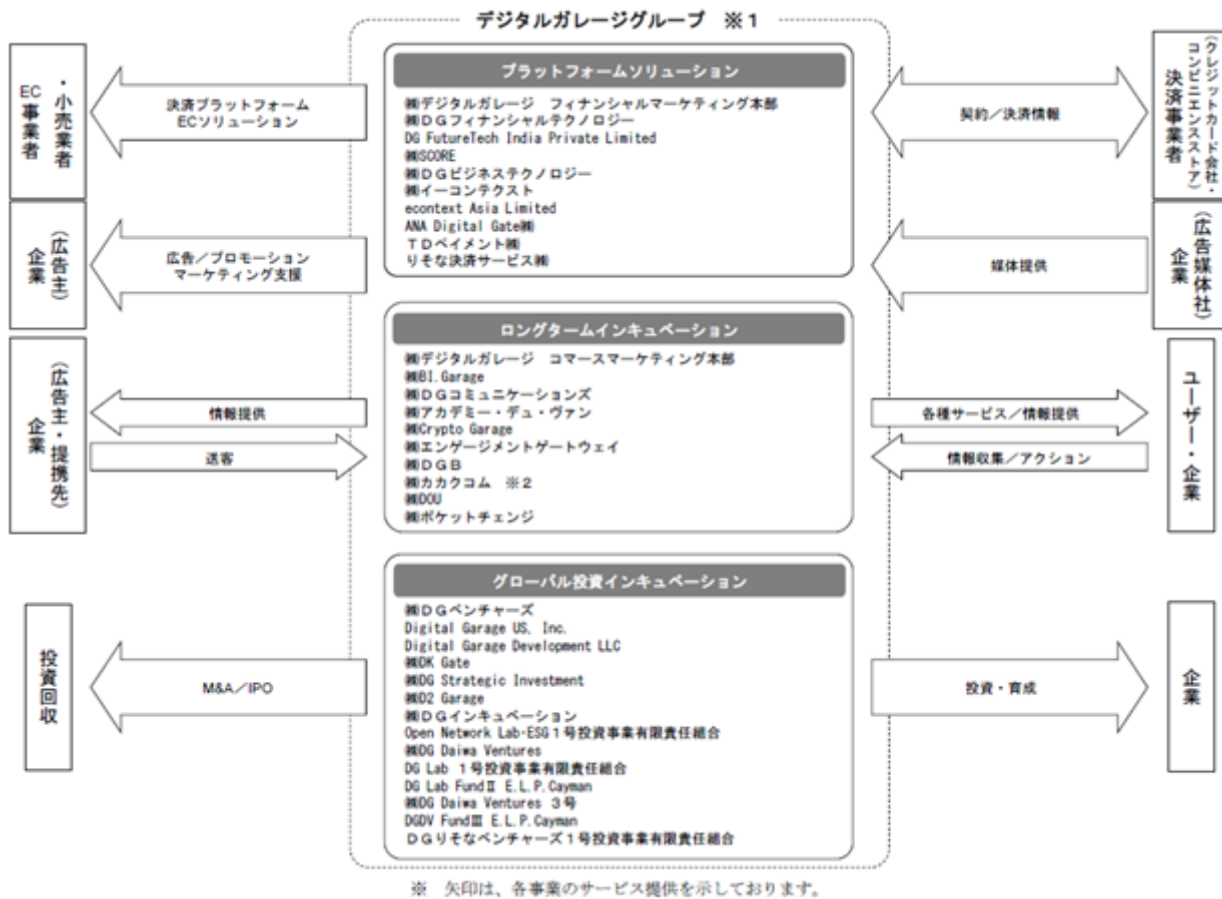 デジタルガレージグループ ※1
EC事業者
・小売業者
決済プラットフォーム
ECソリューション
プラットフォームソリューション
㈱デジタルガレージ フィナンシャルマーケティング本部
㈱DGフィナンシャルテクノロジー
DG FutureTech India Private Limited
㈱SCORE
㈱DGビジネステクノロジー
㈱イーコンテクスト
econtext Asia Limited
ANA Digital Gate㈱
TDペイメント㈱
りそな決済サービス㈱
契約/決済情報
決済事業者
(クレジットカード会社・
コンビニエンスストア)
企業
(広告主)
広告/プロモーション
マーケティング支援
媒体提供
企業
(広告媒体社)
ロングタームインキュベーション
㈱デジタルガレージ コマースマーケティング本部
㈱BI.Garage
㈱DGコミュニケーションズ
㈱アカデミー・デュ・ヴァン
㈱Crypto Garage
㈱エンゲージメントゲートウェイ
㈱DGB
㈱カカクコム ※2
㈱DOU
㈱ポケットチェンジ
企業
(広告主・提携先)
情報提供
送客
各種サービス/情報提供
情報収集/アクション
ユーザー・企業
グローバル投資インキュベーション
㈱DGベンチャーズ
Digital Garage US, Inc.
Digital Garage Development LLC
㈱DK Gate
㈱DG Strategic Investment
㈱D2 Garage
㈱DGインキュベーション
Open Network Lab・ESG1号投資事業有限責任組合
㈱DG Daiwa Ventures
DG Lab 1号投資事業有限責任組合
DG Lab FundⅡ E.L.P.Cayman
㈱DG Daiwa Ventures 3号
DGDV FundⅢ E.L.P.Cayman
DGりそなベンチャーズ1号投資事業有限責任組合
投資回収
M&A/IPO
投資・育成
企業
※ 矢印は、各事業のサービス提供を示しております。